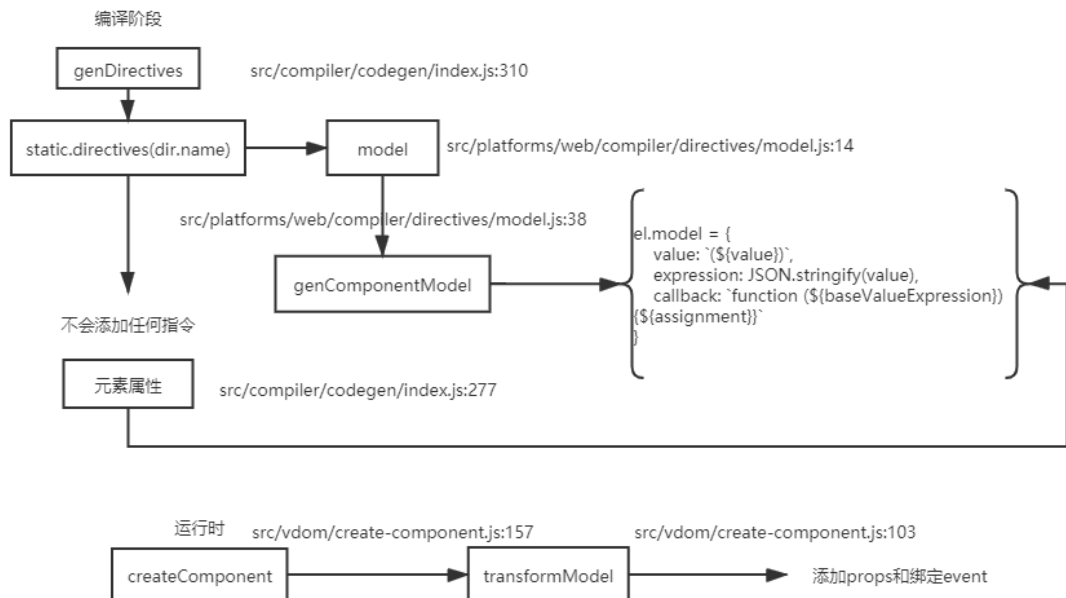 编译阶段
genDirectives
src/compiler/codegen/index.js:310
static.directives(dir.name)
model
src/platforms/web/compiler/directives/model.js:14
src/platforms/web/compiler/directives/model.js:38
genComponentModel
el.model = {
value: `(${value})`,
expression: JSON.stringify(value),
callback: `function (${baseValueExpression})
{${assignment}}`
}
不会添加任何指令
元素属性
src/compiler/codegen/index.js:277
运行时
src/vdom/create-component.js:157
src/vdom/create-component.js:103
createComponent
transformModel
添加props和绑定event